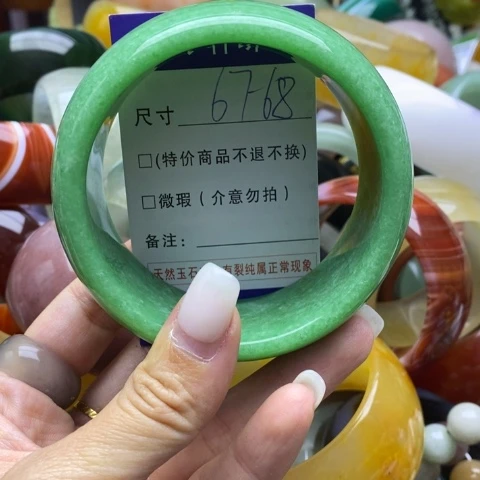 尺寸 67-68
□(特价商品不退不换)
□微瑕（介意勿拍）
备注：
天然玉石 有裂纯属正常现象